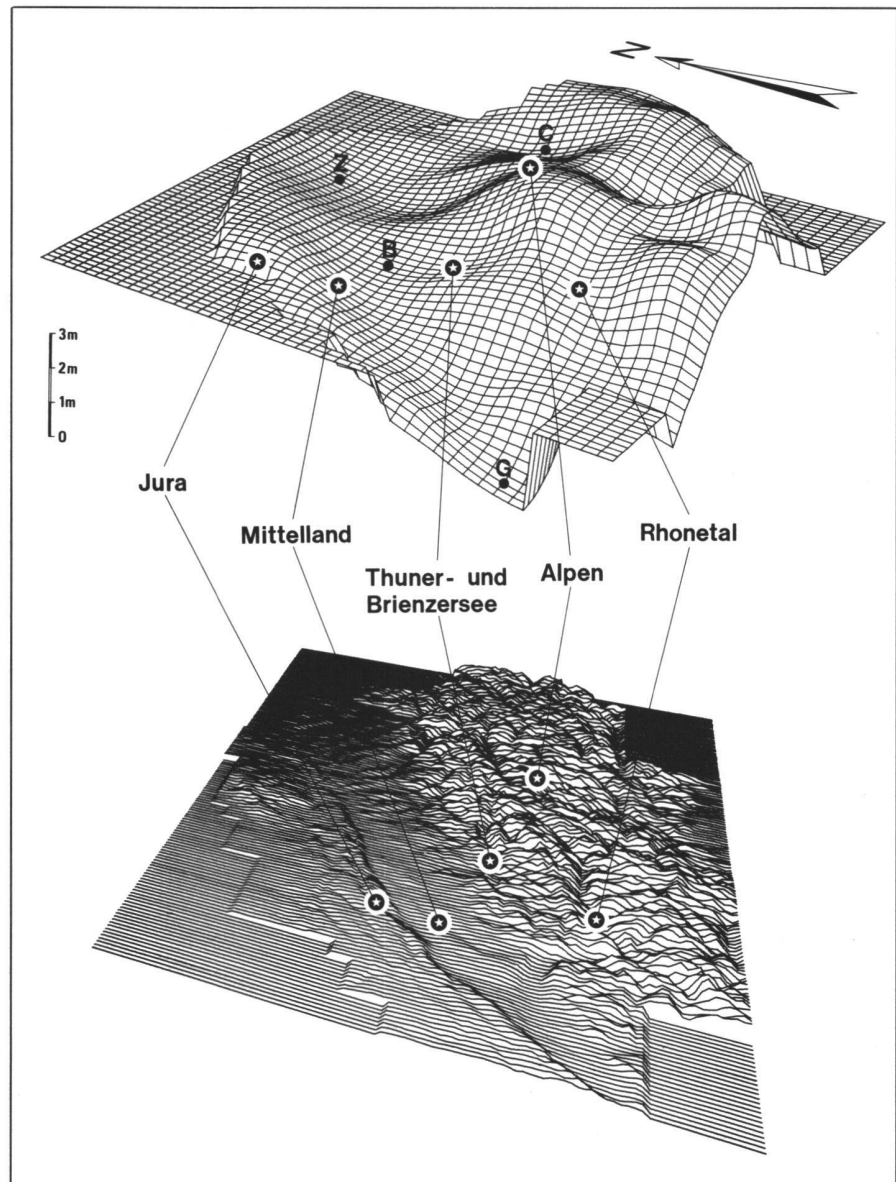 N
C
Z
B
3m
2m
1m
0
G
Jura
Mittelland
Rhonetal
Thuner- und
Brienzersee
Alpen